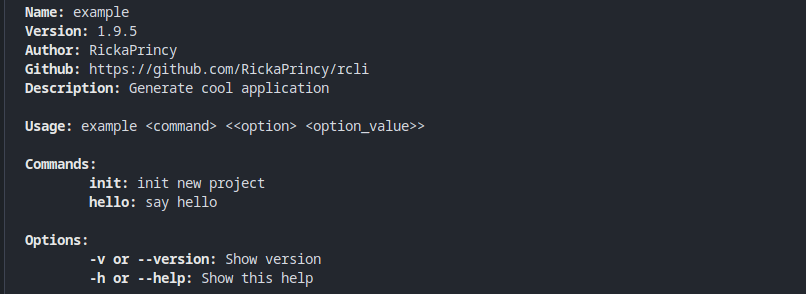 Name: example
Version: 1.9.5
Author: RickaPrincy
Github: https://github.com/RickaPrincy/rcli
Description: Generate cool application
Usage: example <command> <<option> <option_value>>
Commands:
init: init new project
hello: say hello
Options:
-v or --version: Show version
-h or --help: Show this help